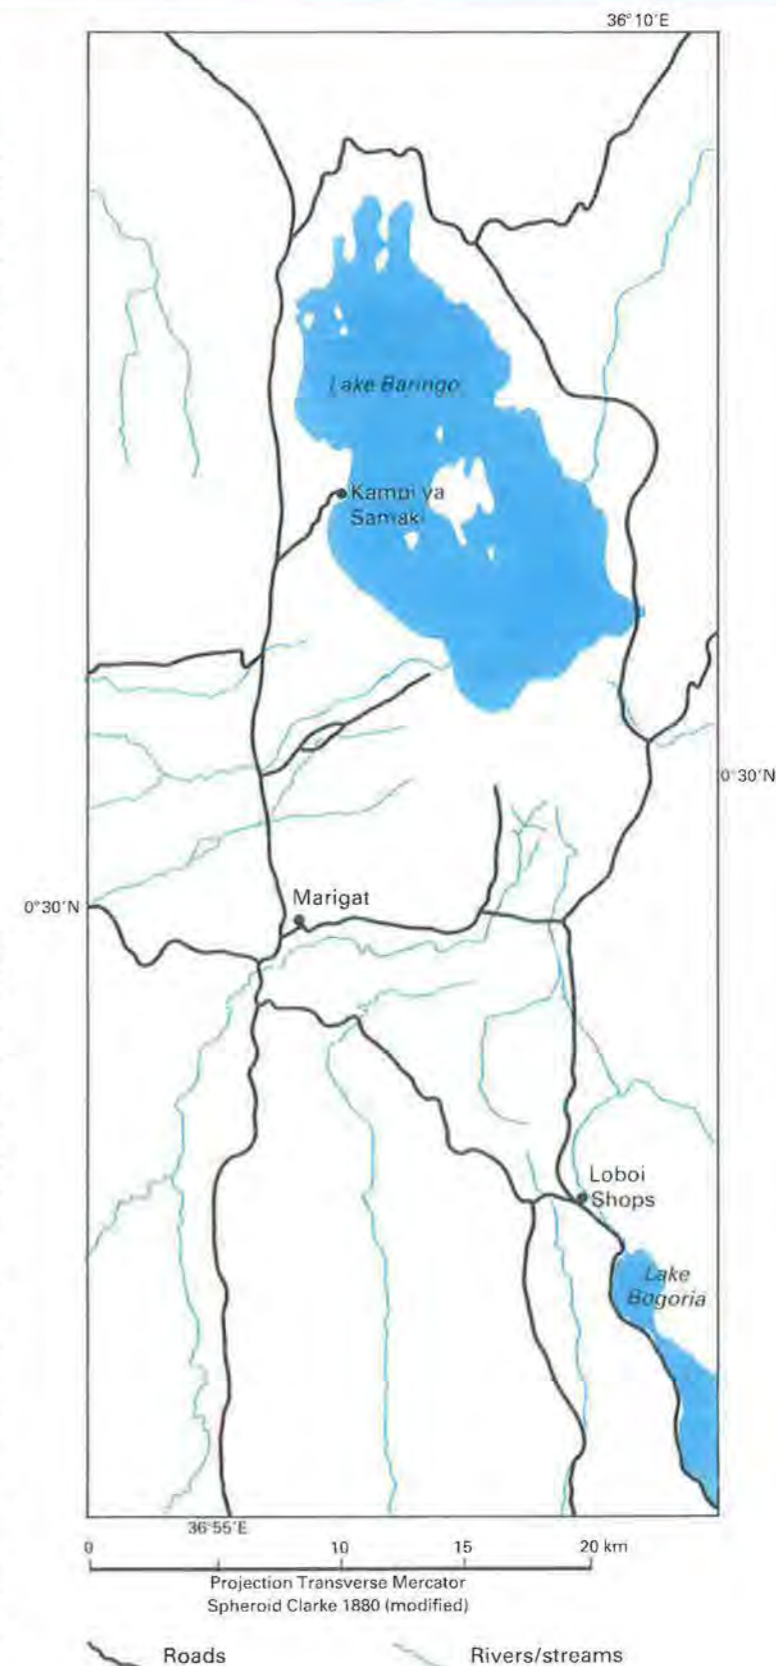 36°10'E
Lake Baringo
Kampi ya
Samaki
0°30'N
0°30'N
Marigat
Loboi
Shops
Lake
Bogoria
36°55'E
0 10 15 20 km
Projection Transverse Mercator
Spheroid Clarke 1880 (modified)
Roads Rivers/streams